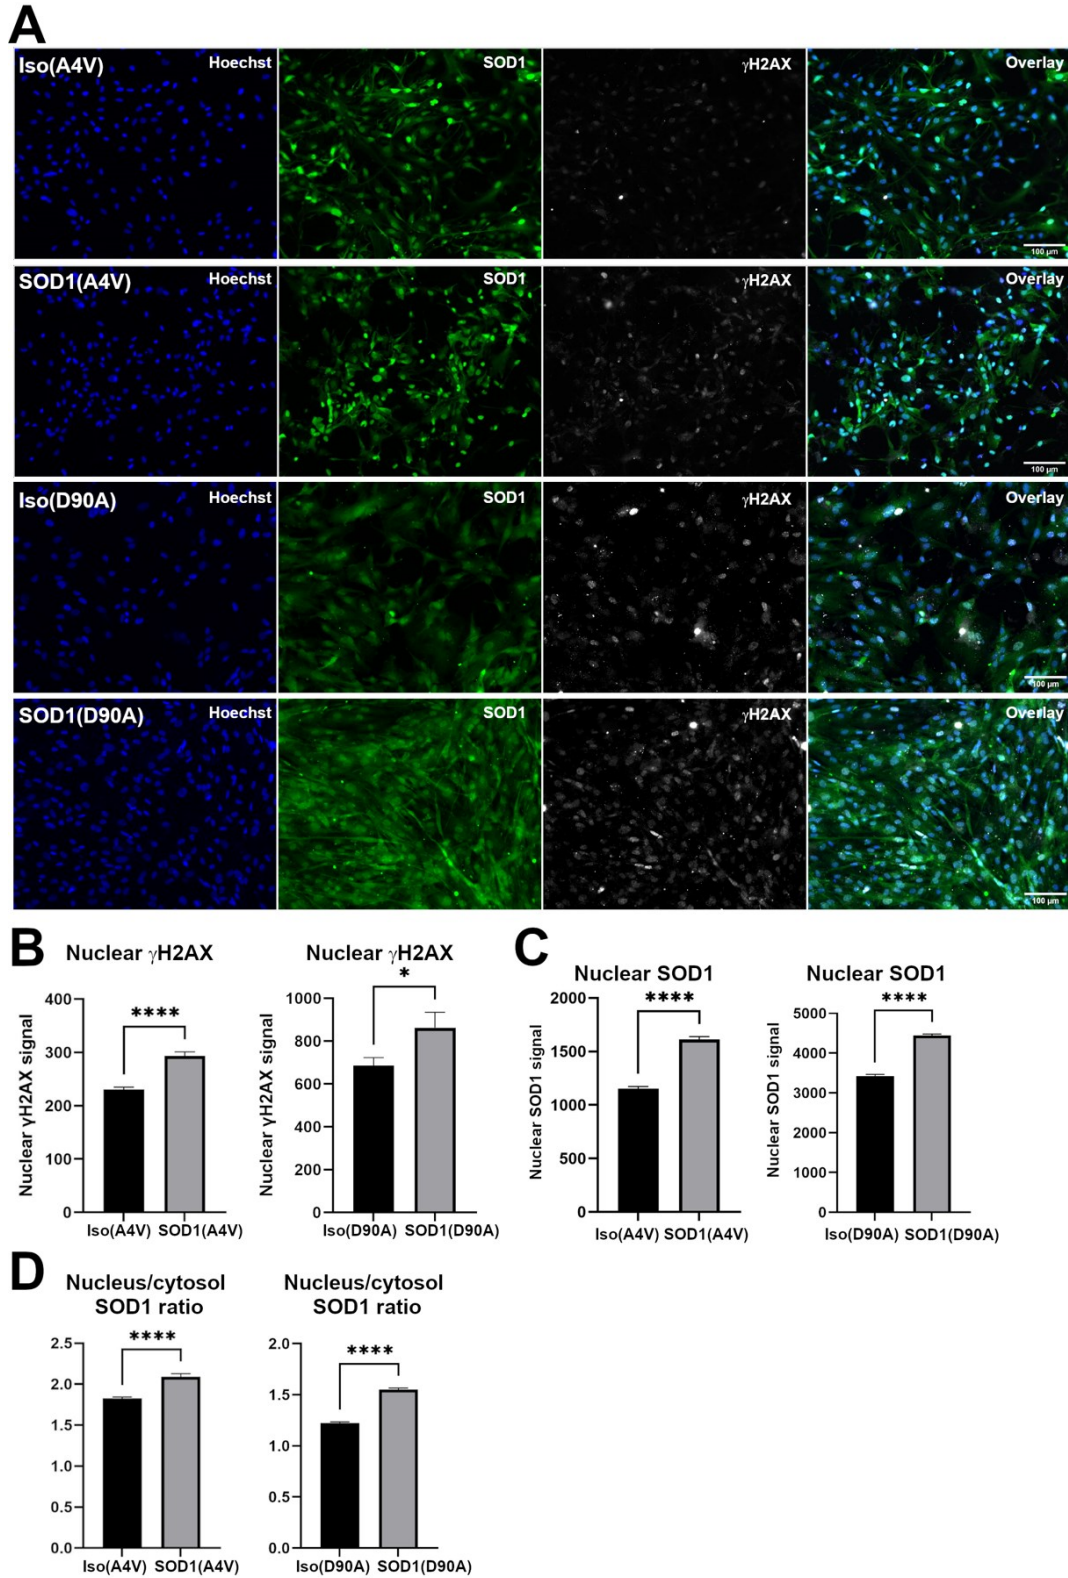 A
Iso(A4V) Hoechst SOD1 γH2AX Overlay
100 µm
SOD1(A4V) Hoechst SOD1 γH2AX Overlay
100 µm
Iso(D90A) Hoechst SOD1 γH2AX Overlay
100 µm
SOD1(D90A) Hoechst SOD1 γH2AX Overlay
100 µm
B
Nuclear γH2AX
Nuclear γH2AX signal
400
300
200
100
0
****
Iso(A4V) SOD1(A4V)
Nuclear γH2AX
Nuclear γH2AX signal
1000
800
600
400
200
0
*
Iso(D90A) SOD1(D90A)
C
Nuclear SOD1
Nuclear SOD1 signal
2000
1500
1000
500
0
****
Iso(A4V) SOD1(A4V)
Nuclear SOD1
Nuclear SOD1 signal
5000
4000
3000
2000
1000
0
****
Iso(D90A) SOD1(D90A)
D
Nucleus/cytosol
SOD1 ratio
2.5
2.0
1.5
1.0
0.5
0.0
****
Iso(A4V) SOD1(A4V)
Nucleus/cytosol
SOD1 ratio
2.0
1.5
1.0
0.5
0.0
****
Iso(D90A) SOD1(D90A)